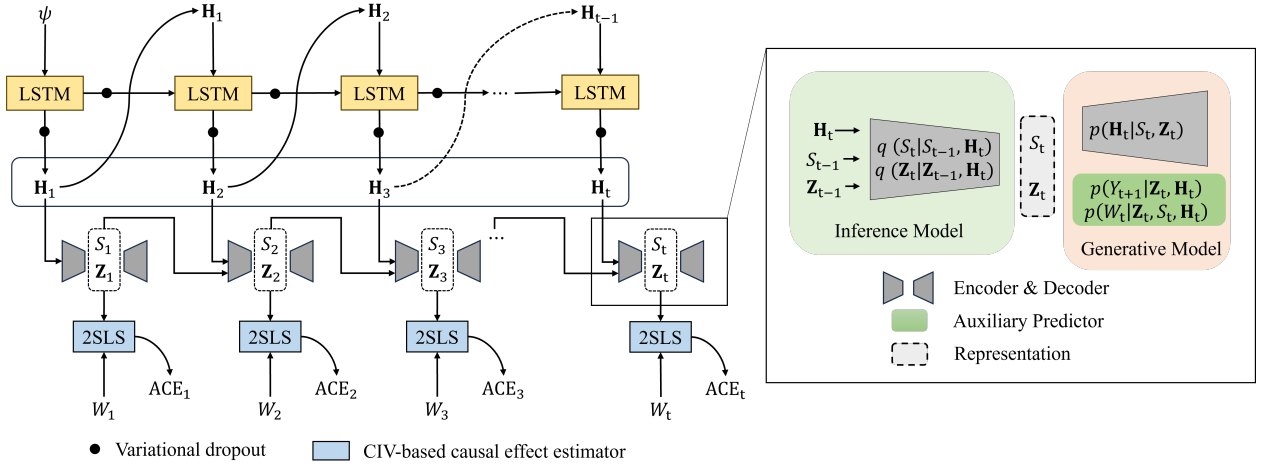 ψ H₁ H₂ Hₜ₋₁
LSTM LSTM LSTM ... LSTM
H₁ H₂ H₃ Hₜ
S₁ S₂ S₃ ... Sₜ
Z₁ Z₂ Z₃ Zₜ
2SLS 2SLS 2SLS 2SLS
ACE₁ ACE₂ ACE₃ ACEₜ
W₁ W₂ W₃ Wₜ
Variational dropout
CIV-based causal effect estimator
Hₜ
Sₜ₋₁
Zₜ₋₁
q (Sₜ|Sₜ₋₁, Hₜ)
q (Zₜ|Zₜ₋₁, Hₜ)
Inference Model
Sₜ
Zₜ
p(Hₜ|Sₜ, Zₜ)
p(Yₜ₊₁|Zₜ, Hₜ)
p(Wₜ|Zₜ, Sₜ, Hₜ)
Generative Model
Encoder & Decoder
Auxiliary Predictor
Representation